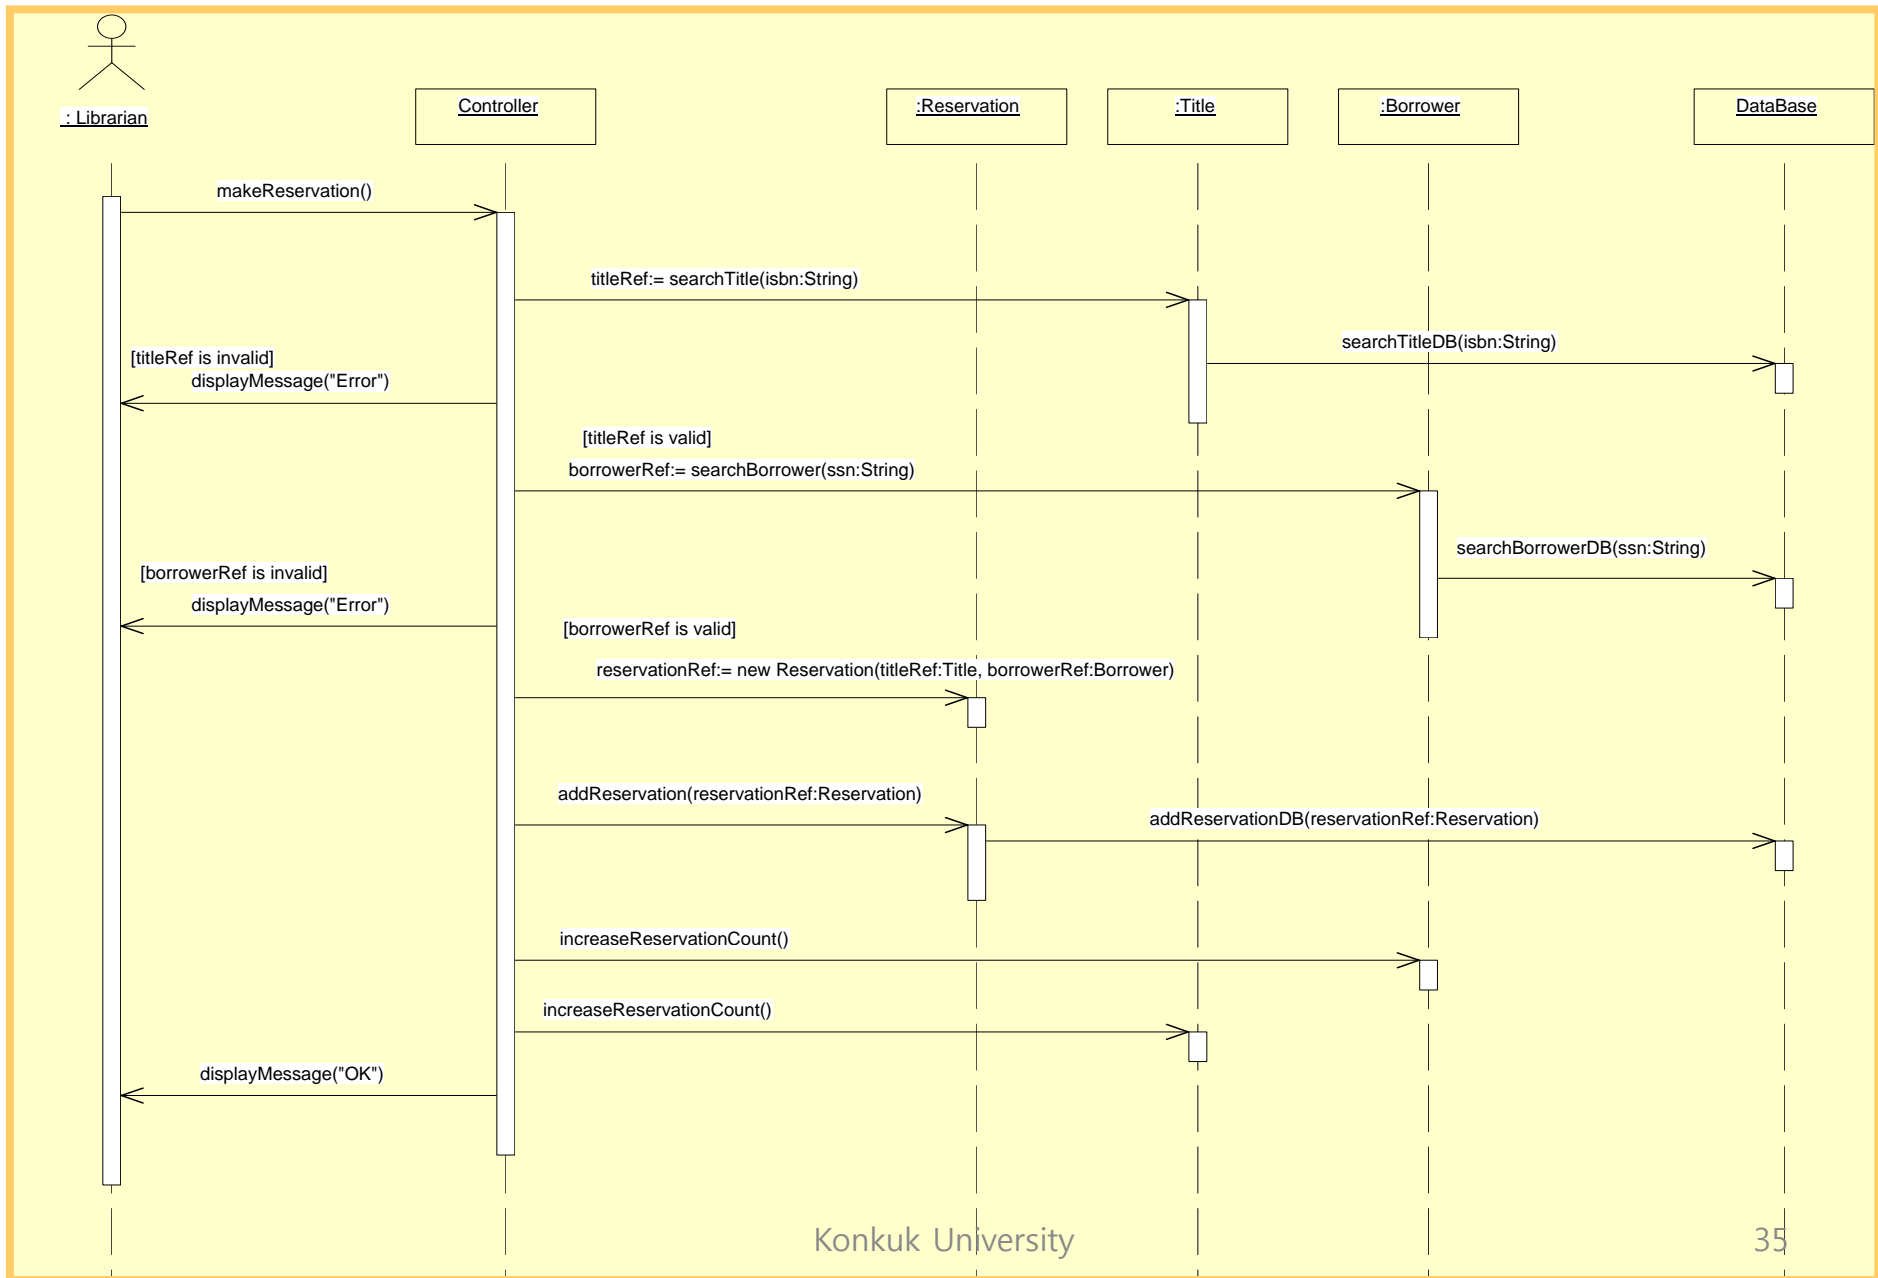 : Librarian
Controller
:Reservation
:Title
:Borrower
DataBase
makeReservation()
titleRef:= searchTitle(isbn:String)
searchTitleDB(isbn:String)
[titleRef is invalid]
displayMessage("Error")
[titleRef is valid]
borrowerRef:= searchBorrower(ssn:String)
searchBorrowerDB(ssn:String)
[borrowerRef is invalid]
displayMessage("Error")
[borrowerRef is valid]
reservationRef:= new Reservation(titleRef:Title, borrowerRef:Borrower)
addReservation(reservationRef:Reservation)
addReservationDB(reservationRef:Reservation)
increaseReservationCount()
increaseReservationCount()
displayMessage("OK")
Konkuk University
35